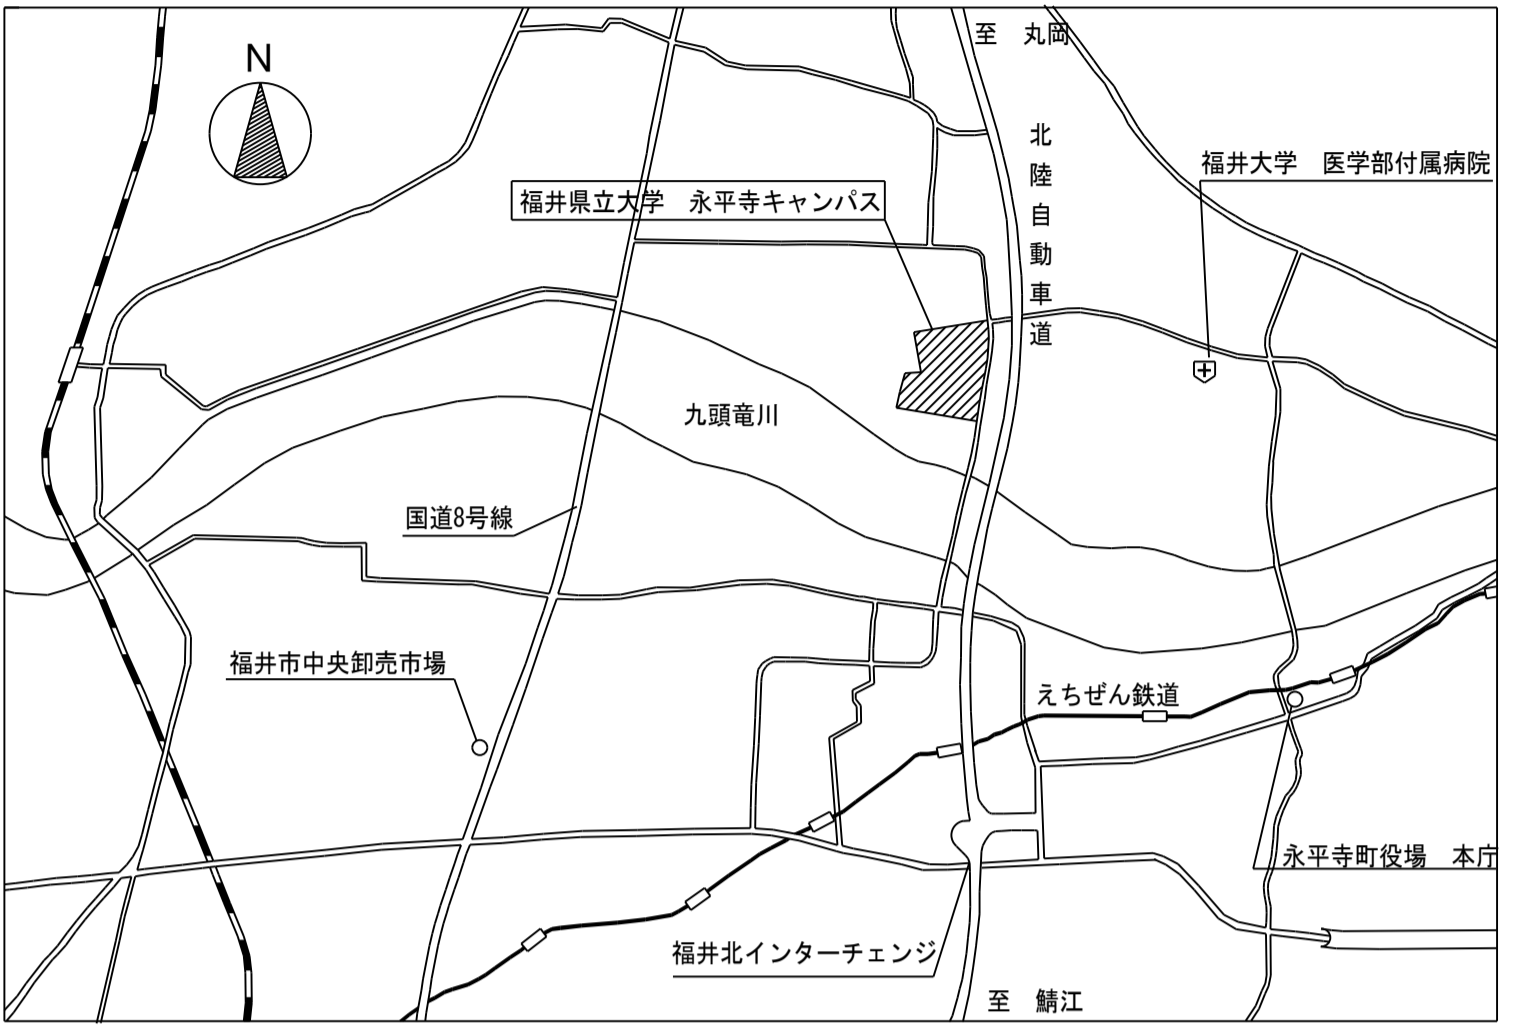 至　丸岡
N
北陸自動車道
福井大学　医学部付属病院
福井県立大学　永平寺キャンパス
九頭竜川
国道8号線
福井市中央卸売市場
えちぜん鉄道
永平寺町役場　本庁
福井北インターチェンジ
至　鯖江